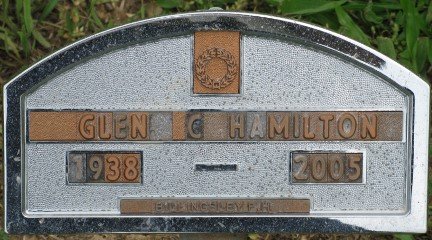 GLEN C HAMILTON
1938 — 2005
BILLINGSLEY F.H.